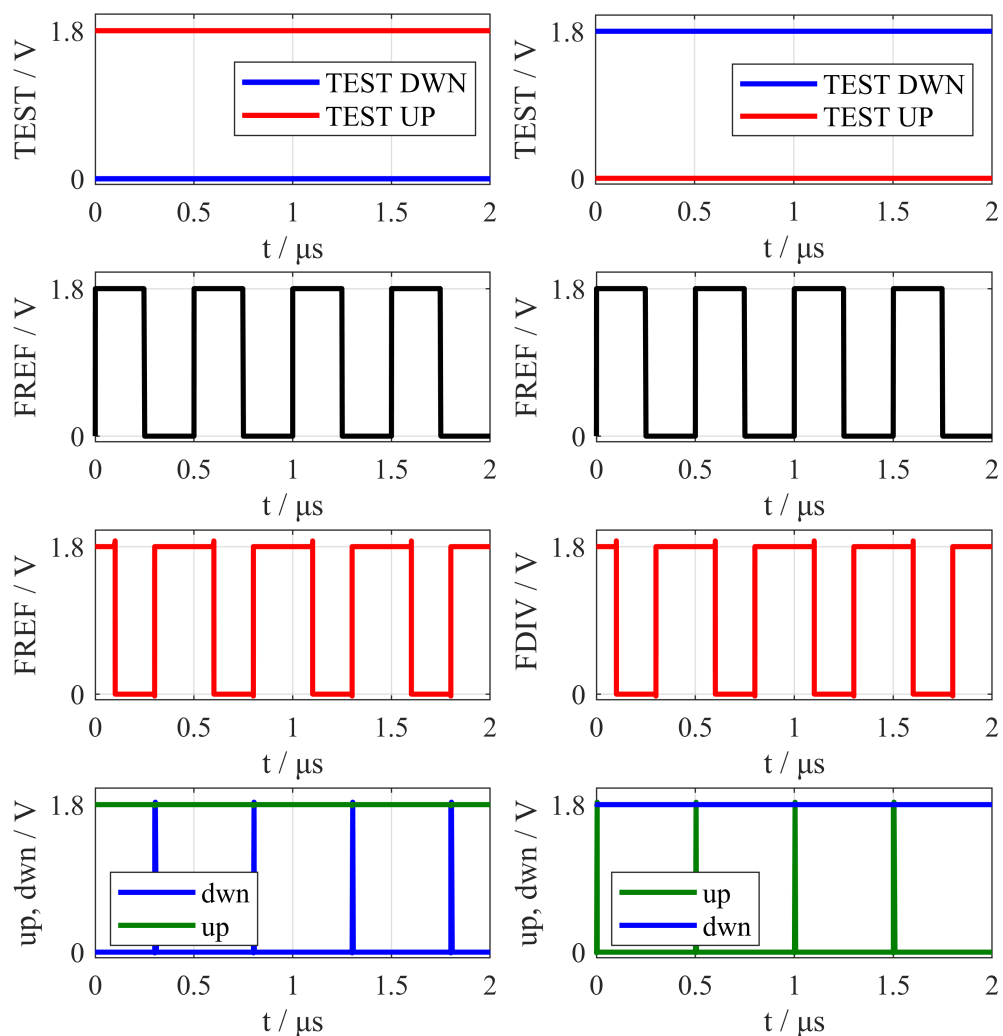 TEST / V
1.8
0
TEST DWN
TEST UP
0 0.5 1 1.5 2
t / μs
TEST / V
1.8
0
TEST DWN
TEST UP
0 0.5 1 1.5 2
t / μs
FREF / V
1.8
0
0 0.5 1 1.5 2
t / μs
FREF / V
1.8
0
0 0.5 1 1.5 2
t / μs
FREF / V
1.8
0
0 0.5 1 1.5 2
t / μs
FDIV / V
1.8
0
0 0.5 1 1.5 2
t / μs
up, dwn / V
1.8
0
dwn
up
0 0.5 1 1.5 2
t / μs
up, dwn / V
1.8
0
up
dwn
0 0.5 1 1.5 2
t / μs